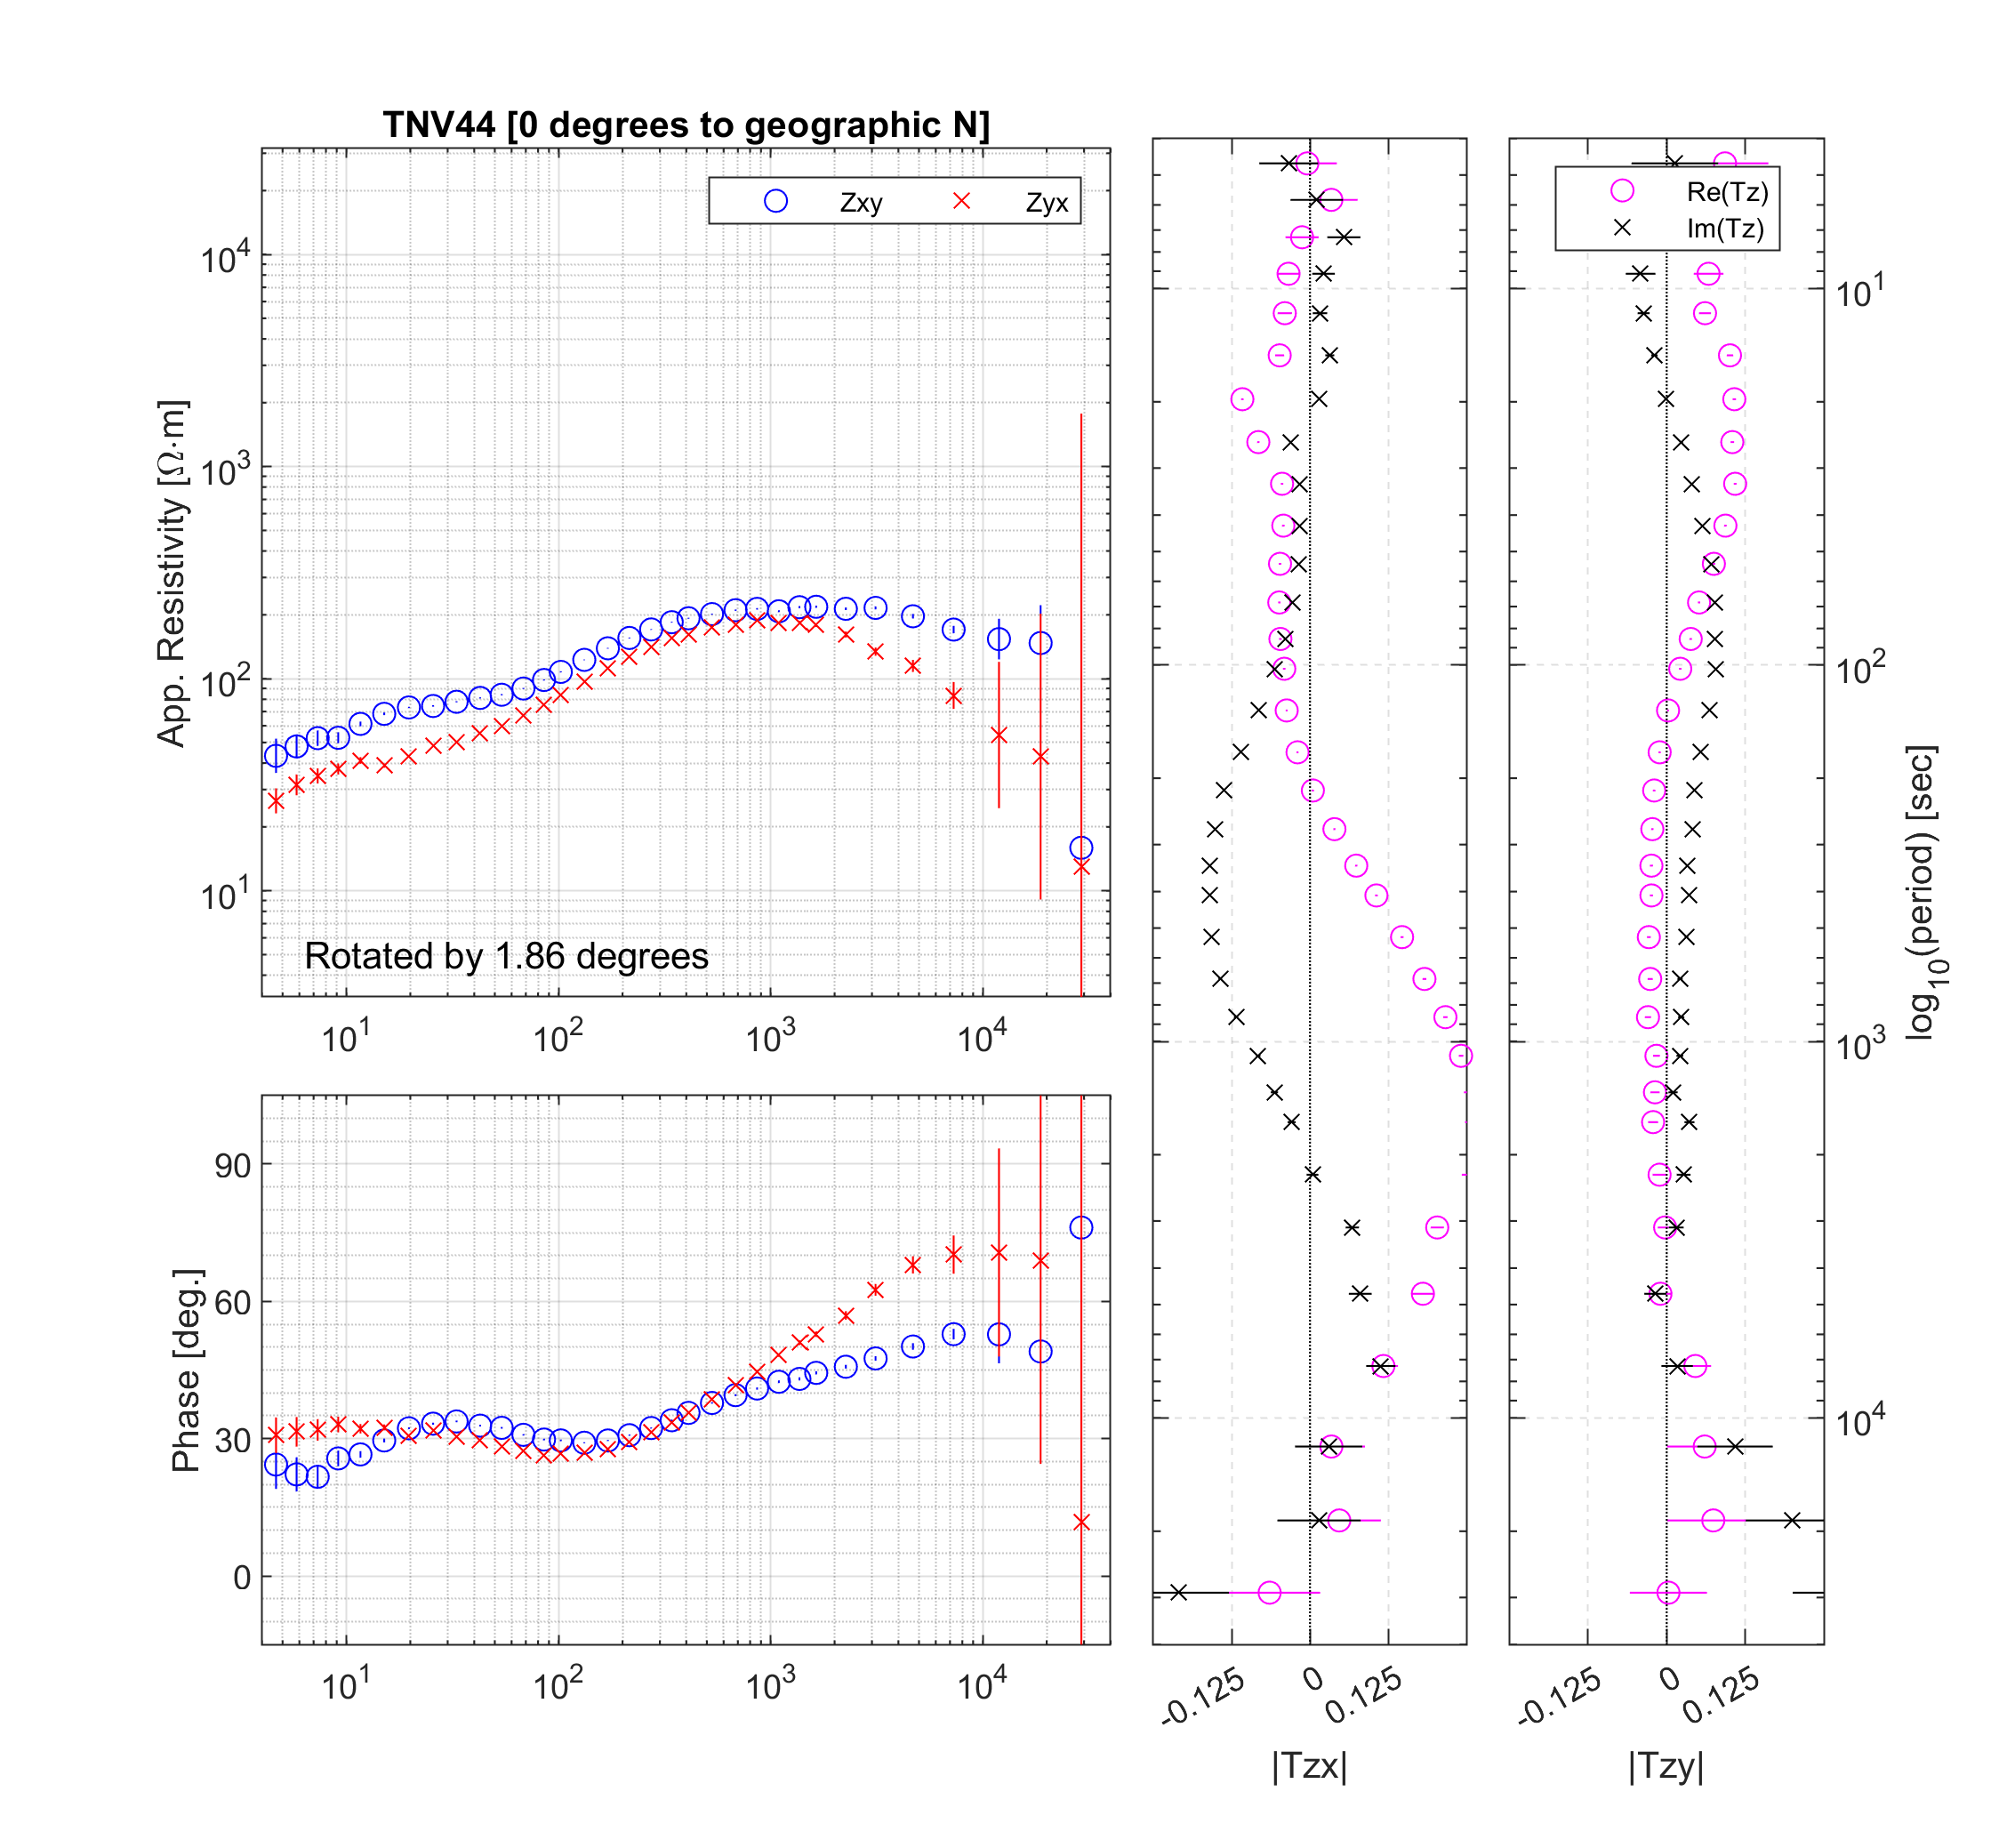 TNV44 [0 degrees to geographic N]
Zxy Zyx
App. Resistivity [Ω·m]
10^4
10^3
10^2
10^1
Rotated by 1.86 degrees
10^1 10^2 10^3 10^4
Phase [deg.]
90
60
30
0
10^1 10^2 10^3 10^4
-0.125 0 0.125
|Tzx|
Re(Tz)
Im(Tz)
10^1
10^2
10^3
10^4
log10(period) [sec]
-0.125 0 0.125
|Tzy|